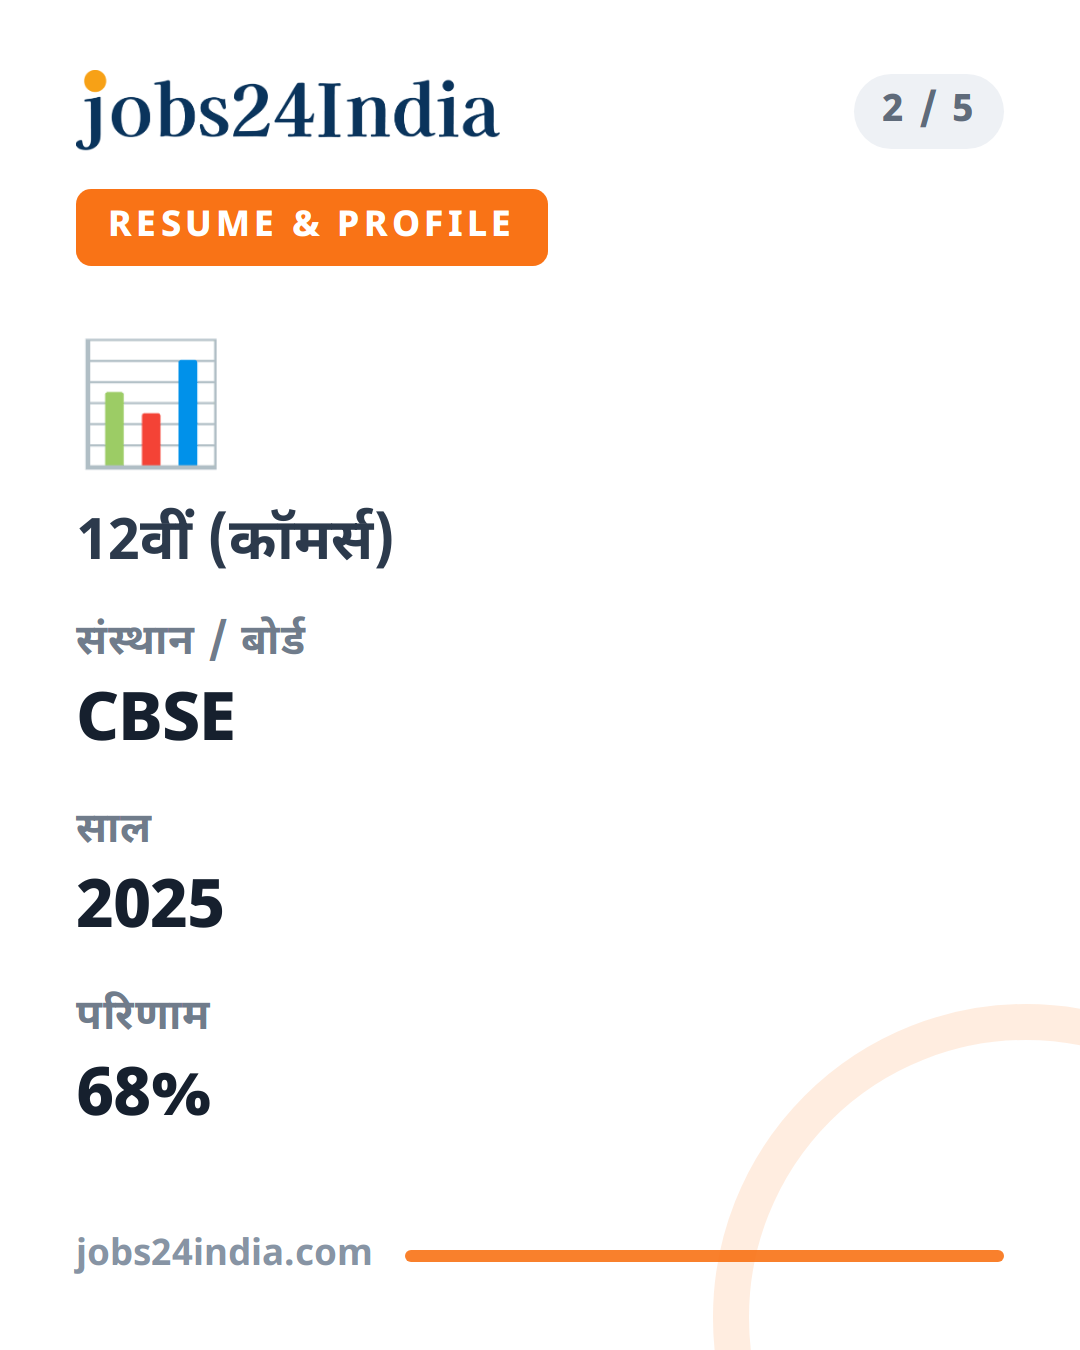 jobs24India
2 / 5
RESUME & PROFILE
12वीं (कॉमर्स)
संस्थान / बोर्ड
CBSE
साल
2025
परिणाम
68%
jobs24india.com